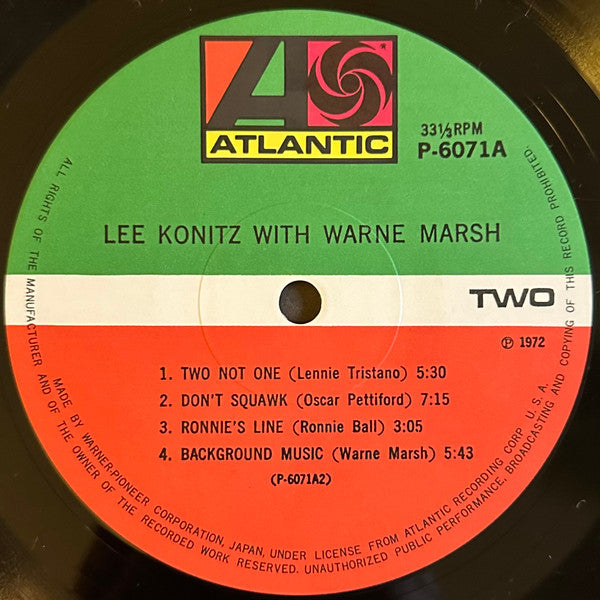 ATLANTIC
33⅓RPM
P-6071A
LEE KONITZ WITH WARNE MARSH
TWO
℗ 1972
1. TWO NOT ONE (Lennie Tristano) 5:30
2. DON'T SQUAWK (Oscar Pettiford) 7:15
3. RONNIE'S LINE (Ronnie Ball) 3:05
4. BACKGROUND MUSIC (Warne Marsh) 5:43
(P-6071A2)
ALL RIGHTS OF THE MANUFACTURER AND OF THE OWNER OF THE RECORDED WORK RESERVED. UNAUTHORIZED PUBLIC PERFORMANCE, BROADCASTING AND COPYING OF THIS RECORD PROHIBITED.
MADE BY WARNER-PIONEER CORPORATION, JAPAN, UNDER LICENSE FROM ATLANTIC RECORDING CORP. U.S.A.